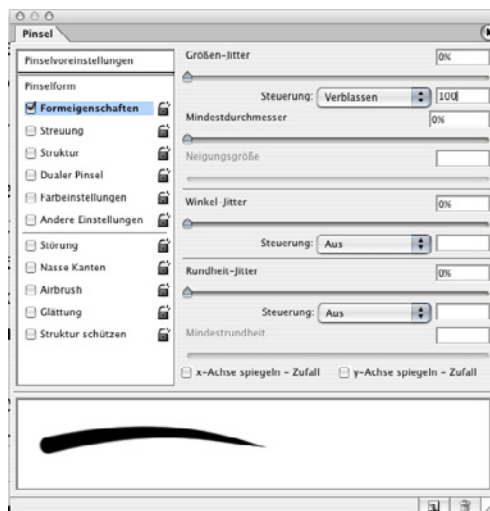 Pinsel
Pinselvoreinstellungen
Pinselform
Formeigenschaften
Streuung
Struktur
Dualer Pinsel
Farbeinstellungen
Andere Einstellungen
Störung
Nasse Kanten
Airbrush
Glättung
Struktur schützen
Größen-Jitter 0%
Steuerung: Verblassen 100
Mindestdurchmesser 0%
Neigungsgröße
Winkel-Jitter 0%
Steuerung: Aus
Rundheit-Jitter 0%
Steuerung: Aus
Mindestrundheit
x-Achse spiegeln - Zufall y-Achse spiegeln - Zufall